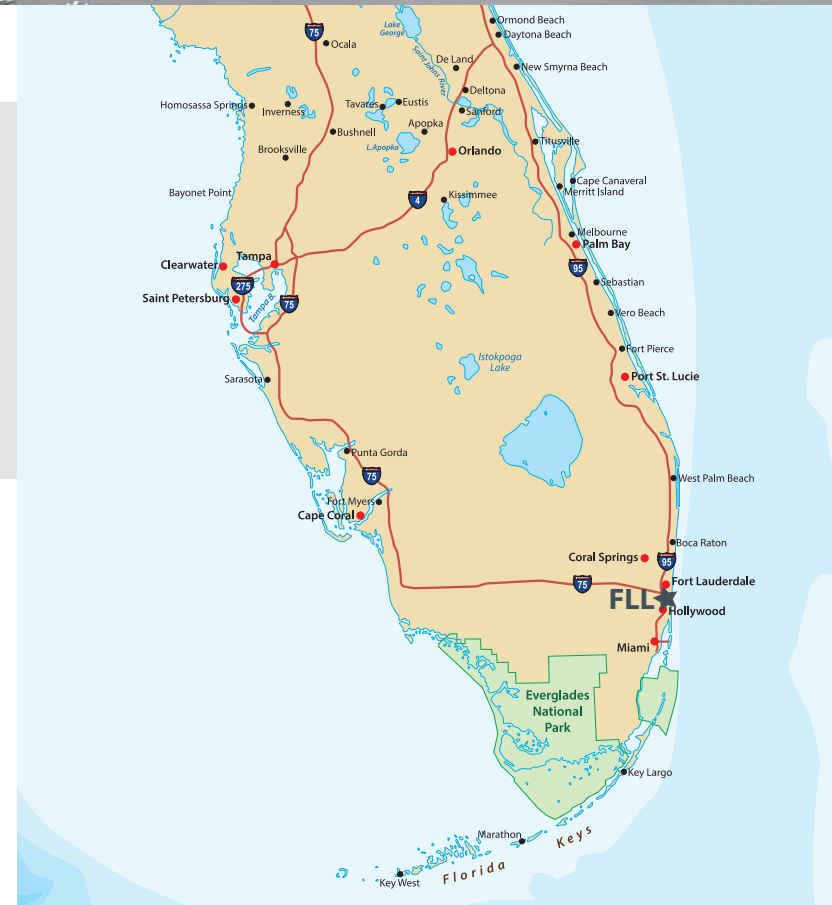 Ormond Beach
Lake
George
75
Daytona Beach
Ocala
De Land
Saint Johns River
New Smyrna Beach
Deltona
Homosassa Springs
Inverness
Tavares
Eustis
Sanford
Apopka
Bushnell
Titusville
L.Apopka
Orlando
Brooksville
Cape Canaveral
Merritt Island
Bayonet Point
4
Kissimmee
Melbourne
Palm Bay
Tampa
Clearwater
95
275
Sebastian
Saint Petersburg
Tampa B.
75
Vero Beach
Fort Pierce
Istokpoga
Lake
Sarasota
Port St. Lucie
Punta Gorda
75
West Palm Beach
Fort Myers
Cape Coral
Boca Raton
Coral Springs
95
75
Fort Lauderdale
FLL
Hollywood
Miami
Everglades
National
Park
Key Largo
Marathon
Florida Keys
Key West